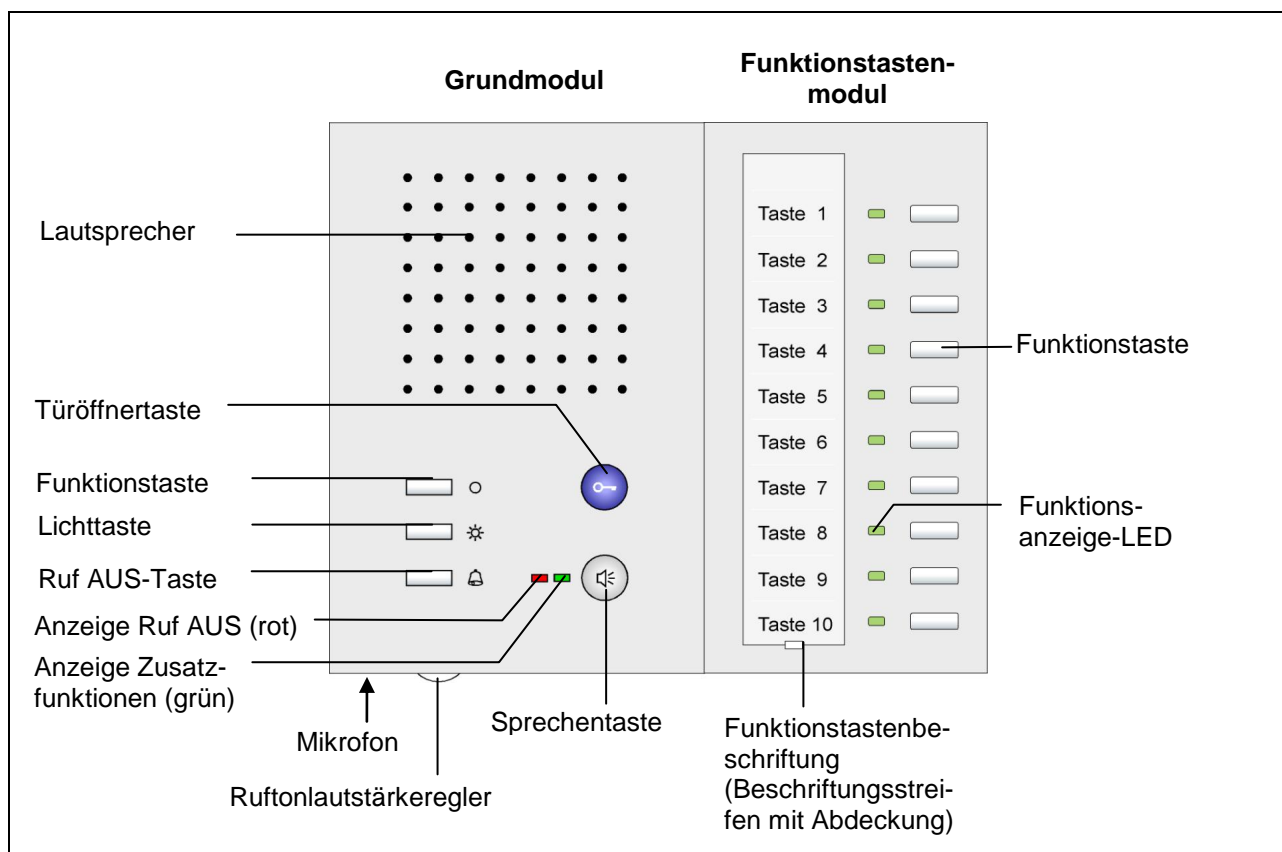 Grundmodul
Funktionstasten-
modul
Lautsprecher
Türöffnertaste
Funktionstaste
Lichttaste
Ruf AUS-Taste
Anzeige Ruf AUS (rot)
Anzeige Zusatz-
funktionen (grün)
Mikrofon
Ruftonlautstärkeregler
Sprechentaste
Taste 1
Taste 2
Taste 3
Taste 4
Taste 5
Taste 6
Taste 7
Taste 8
Taste 9
Taste 10
Funktionstaste
Funktions-
anzeige-LED
Funktionstastenbe-
schriftung
(Beschriftungsstrei-
fen mit Abdeckung)